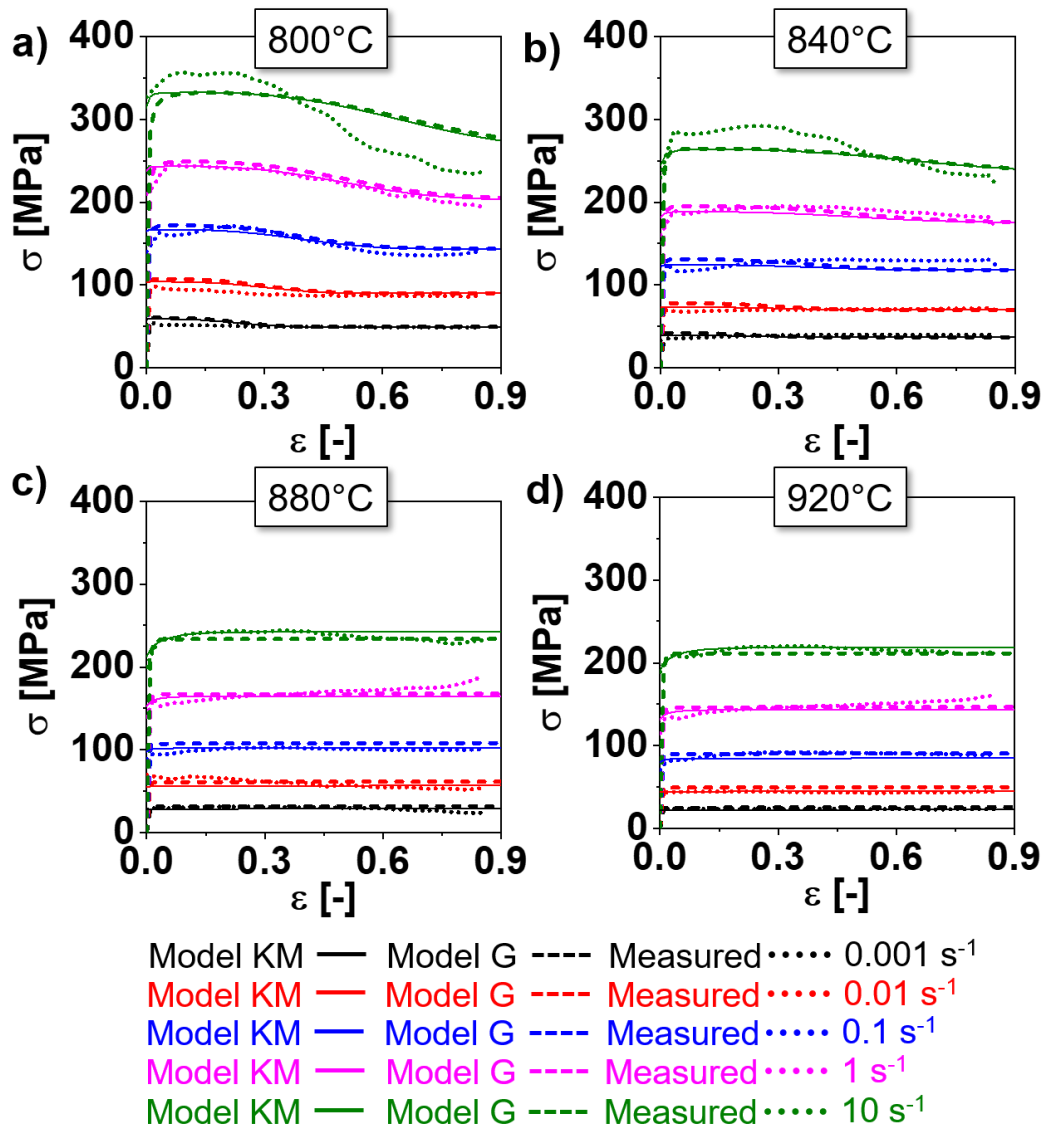 a) 800°C
400
300
200
100
0
0.0 0.3 0.6 0.9
σ [MPa]
ε [-]
b) 840°C
400
300
200
100
0
0.0 0.3 0.6 0.9
σ [MPa]
ε [-]
c) 880°C
400
300
200
100
0
0.0 0.3 0.6 0.9
σ [MPa]
ε [-]
d) 920°C
400
300
200
100
0
0.0 0.3 0.6 0.9
σ [MPa]
ε [-]
Model KM Model G Measured 0.001 s⁻¹
Model KM Model G Measured 0.01 s⁻¹
Model KM Model G Measured 0.1 s⁻¹
Model KM Model G Measured 1 s⁻¹
Model KM Model G Measured 10 s⁻¹